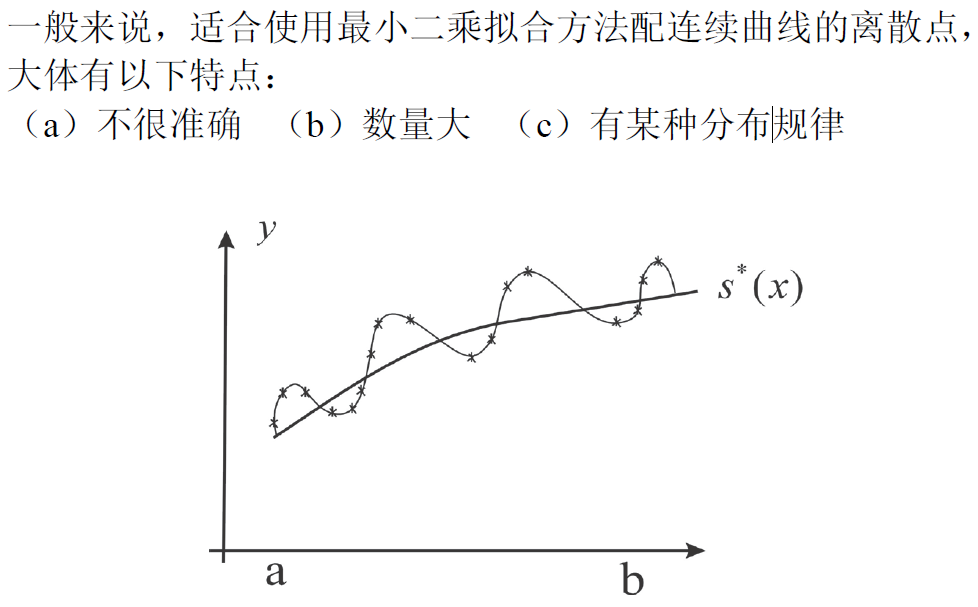 一般来说，适合使用最小二乘拟合方法配连续曲线的离散点，
大体有以下特点：
（a）不很准确 （b）数量大 （c）有某种分布规律
y
s*(x)
a b